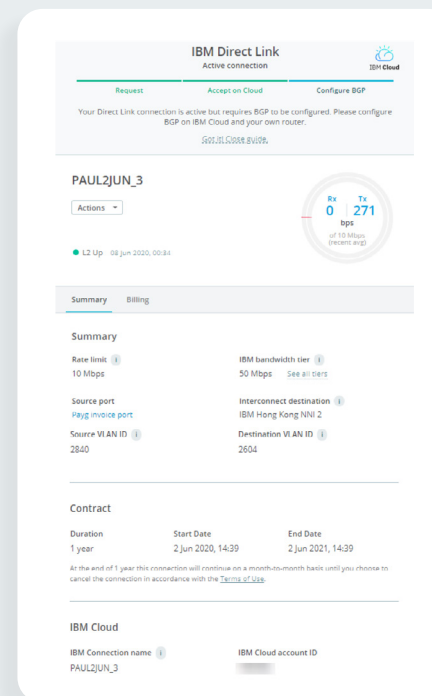 IBM Direct Link
Active connection
IBM Cloud
Request Accept on Cloud Configure BGP
Your Direct Link connection is active but requires BGP to be configured. Please configure
BGP on IBM Cloud and your own router.
Got it! Close guide.
PAUL2JUN_3
Actions
Rx Tx
0 271
bps
of 10 Mbps
(recent avg)
L2 Up 08 Jun 2020, 00:34
Summary Billing
Summary
Rate limit i IBM bandwidth tier i
10 Mbps 50 Mbps See all tiers
Source port Interconnect destination i
Payg invoice port IBM Hong Kong NNI 2
Source VLAN ID i Destination VLAN ID i
2840 2604
Contract
Duration Start Date End Date
1 year 2 Jun 2020, 14:39 2 Jun 2021, 14:39
At the end of 1 year this connection will continue on a month-to-month basis until you choose to
cancel the connection in accordance with the Terms of Use.
IBM Cloud
IBM Connection name i IBM Cloud account ID
PAUL2JUN_3